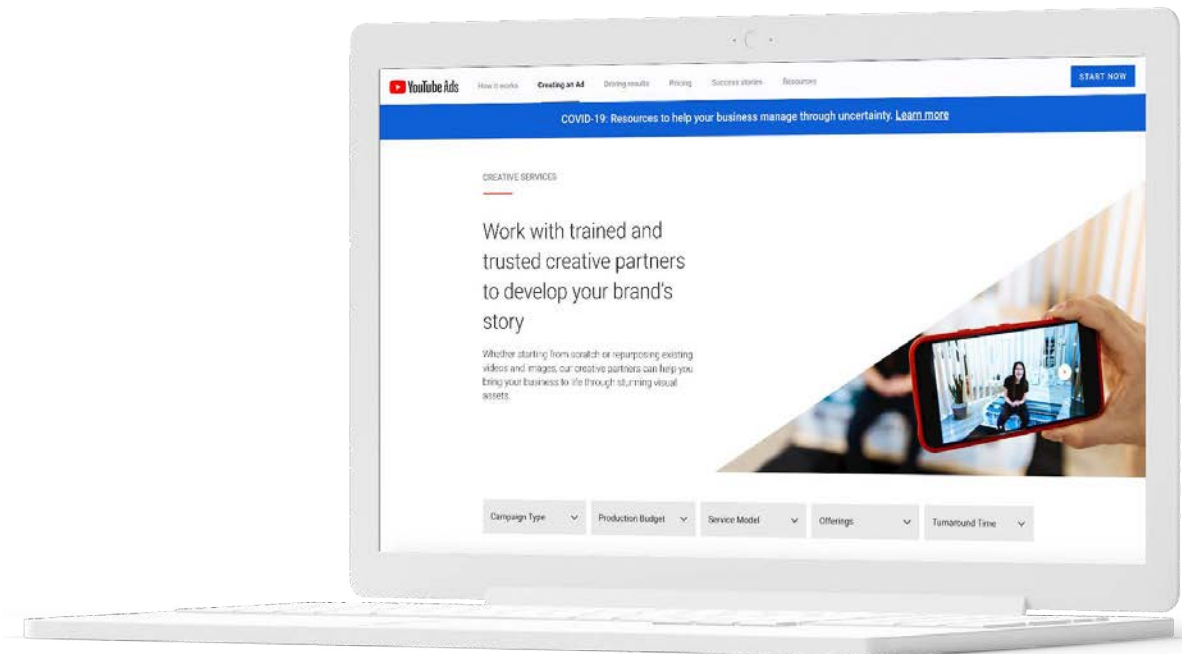 YouTube Ads How it works Creating an Ad Driving results Pricing Success stories Resources START NOW
COVID-19: Resources to help your business manage through uncertainty. Learn more
CREATIVE SERVICES
Work with trained and
trusted creative partners
to develop your brand's
story
Whether starting from scratch or repurposing existing
videos and images, our creative partners can help you
bring your business to life through stunning visual
assets.
Campaign Type Production Budget Service Model Offerings Turnaround Time